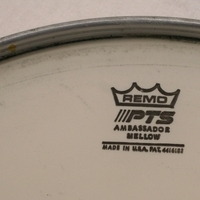 REMO
PTS
AMBASSADOR
MELLOW
MADE IN U.S.A. PAT.